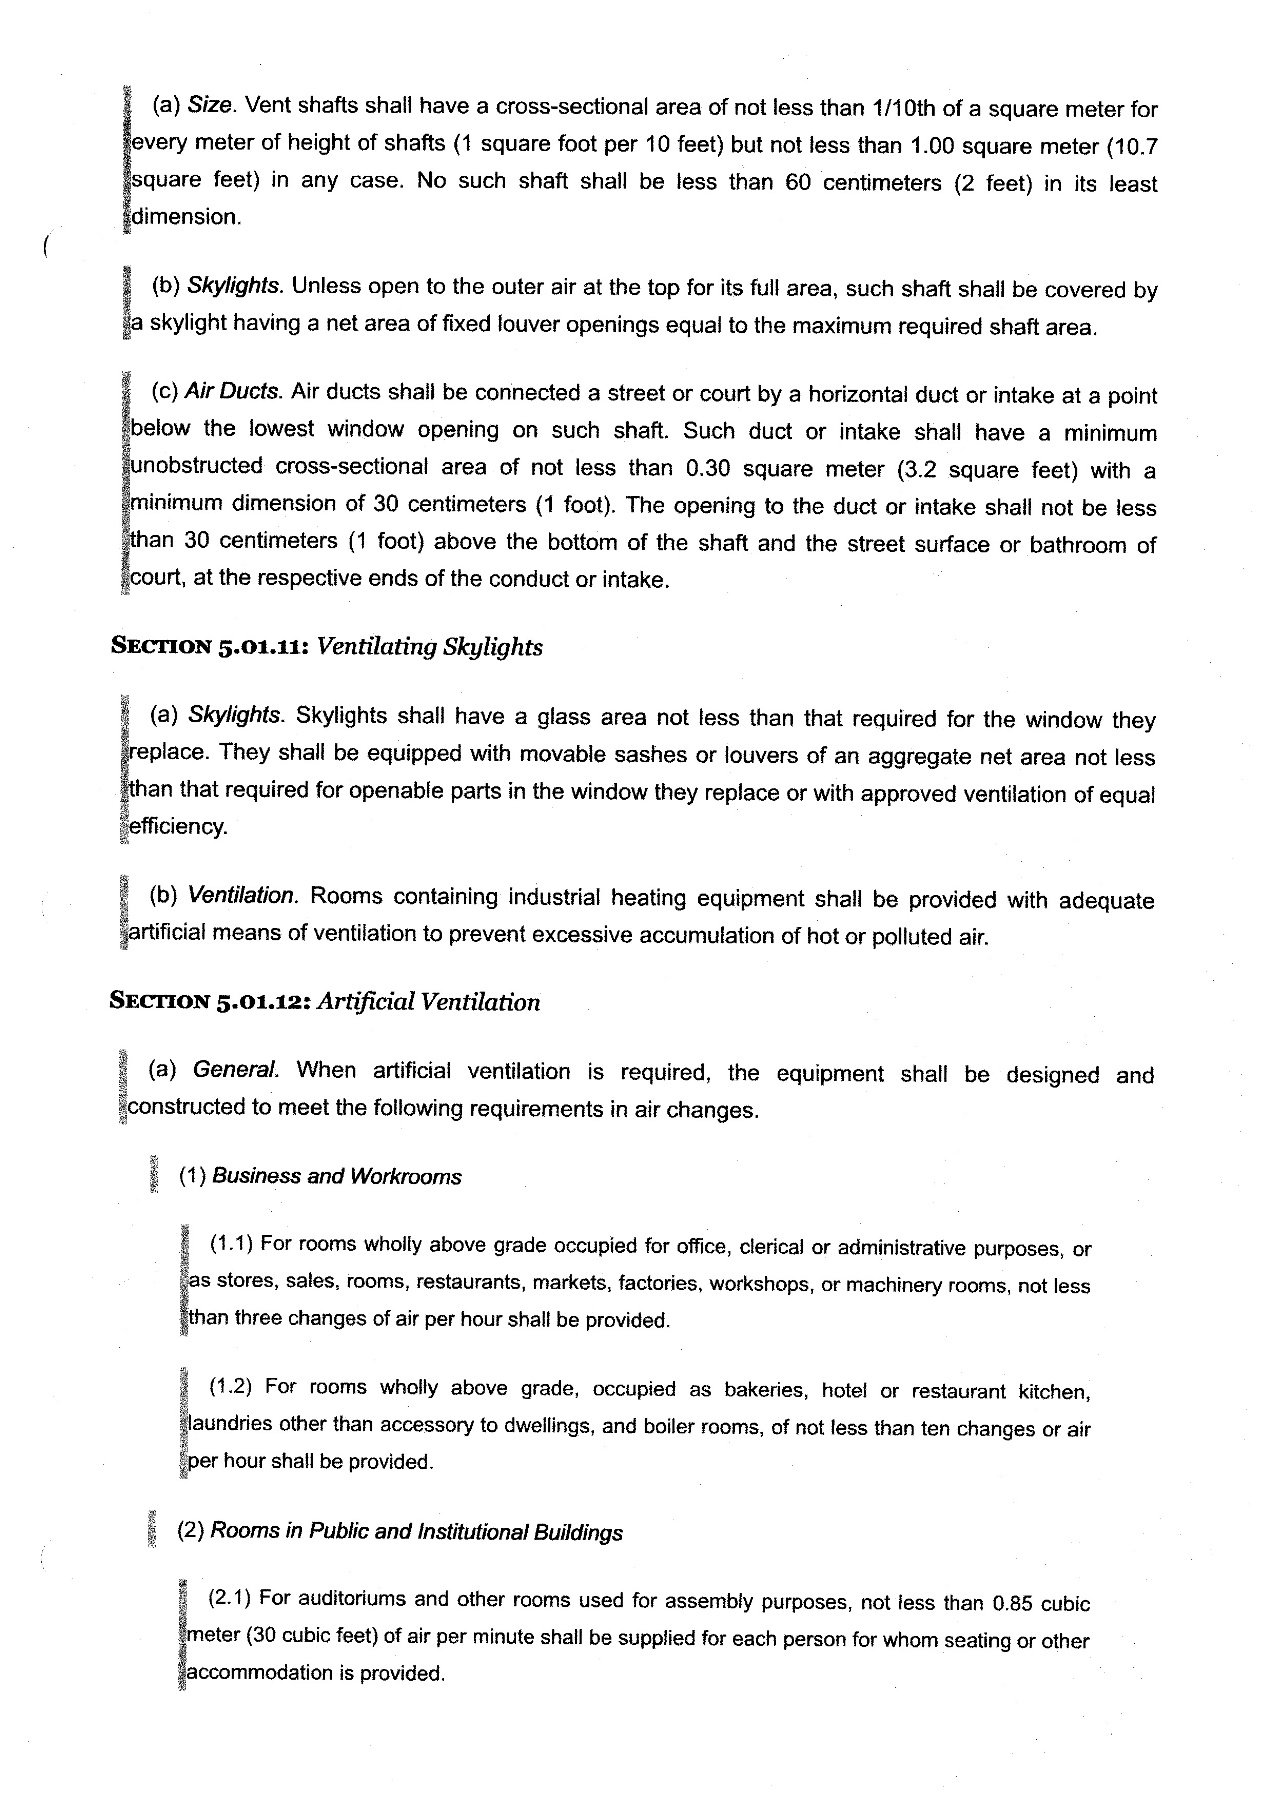 (a) Size. Vent shafts shall have a cross-sectional area of not less than 1/10th of a square meter for
every meter of height of shafts (1 square foot per 10 feet) but not less than 1.00 square meter (10.7
square feet) in any case. No such shaft shall be less than 60 centimeters (2 feet) in its least
dimension.
(b) Skylights. Unless open to the outer air at the top for its full area, such shaft shall be covered by
a skylight having a net area of fixed louver openings equal to the maximum required shaft area.
(c) Air Ducts. Air ducts shall be connected a street or court by a horizontal duct or intake at a point
below the lowest window opening on such shaft. Such duct or intake shall have a minimum
unobstructed cross-sectional area of not less than 0.30 square meter (3.2 square feet) with a
minimum dimension of 30 centimeters (1 foot). The opening to the duct or intake shall not be less
than 30 centimeters (1 foot) above the bottom of the shaft and the street surface or bathroom of
court, at the respective ends of the conduct or intake.
SECTION 5.01.11: Ventilating Skylights
(a) Skylights. Skylights shall have a glass area not less than that required for the window they
replace. They shall be equipped with movable sashes or louvers of an aggregate net area not less
than that required for openable parts in the window they replace or with approved ventilation of equal
efficiency.
(b) Ventilation. Rooms containing industrial heating equipment shall be provided with adequate
artificial means of ventilation to prevent excessive accumulation of hot or polluted air.
SECTION 5.01.12: Artificial Ventilation
(a) General. When artificial ventilation is required, the equipment shall be designed and
constructed to meet the following requirements in air changes.
(1) Business and Workrooms
(1.1) For rooms wholly above grade occupied for office, clerical or administrative purposes, or
as stores, sales, rooms, restaurants, markets, factories, workshops, or machinery rooms, not less
than three changes of air per hour shall be provided.
(1.2) For rooms wholly above grade, occupied as bakeries, hotel or restaurant kitchen,
laundries other than accessory to dwellings, and boiler rooms, of not less than ten changes or air
per hour shall be provided.
(2) Rooms in Public and Institutional Buildings
(2.1) For auditoriums and other rooms used for assembly purposes, not less than 0.85 cubic
meter (30 cubic feet) of air per minute shall be supplied for each person for whom seating or other
accommodation is provided.